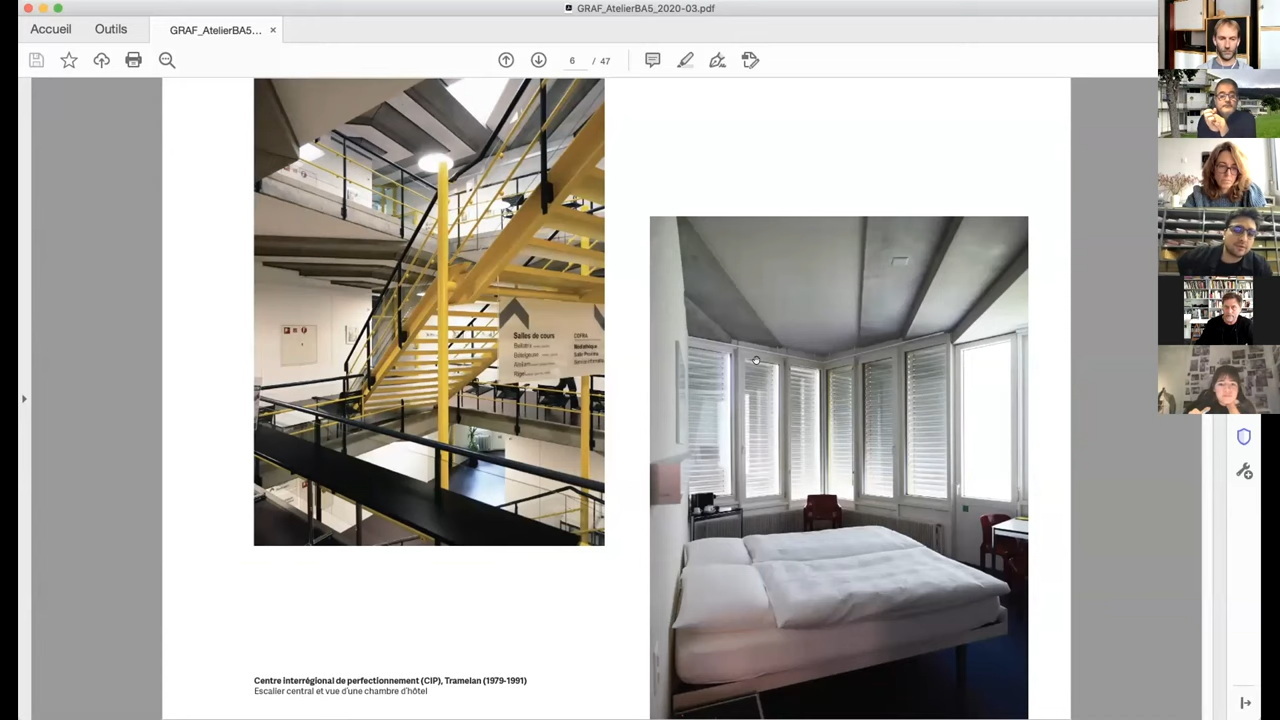 GRAF_AtelierBA5_2020-03.pdf
Accueil
Outils
GRAF_AtelierBA5...
×
6 / 47
Salles de cours
Centre interrégional de perfectionnement (CIP), Tramelan (1979-1991)
Escalier central et vue d'une chambre d'hôtel